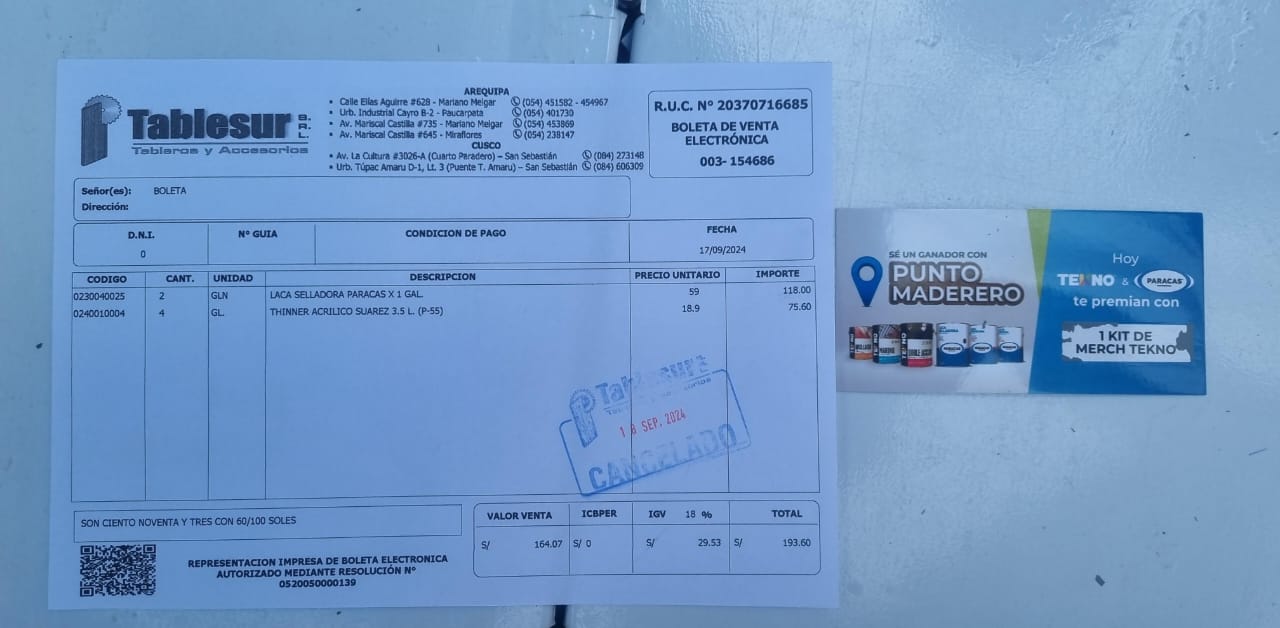 Tablesur S.R.L.
Tableros y Accesorios
AREQUIPA
• Calle Elías Aguirre #628 - Mariano Melgar (054) 451582 - 454967
• Urb. Industrial Cayro B-2 - Paucarpata (054) 401730
• Av. Mariscal Castilla #735 - Mariano Melgar (054) 453869
• Av. Mariscal Castilla #645 - Miraflores (054) 238147
CUSCO
• Av. La Cultura #3026-A (Cuarto Paradero) – San Sebastián (084) 273148
• Urb. Túpac Amaru D-1, Lt. 3 (Puente T. Amaru) – San Sebastián (084) 606309
R.U.C. Nº 20370716685
BOLETA DE VENTA
ELECTRÓNICA
003- 154686
Señor(es): BOLETA
Dirección:
D.N.I. Nº GUIA CONDICION DE PAGO FECHA
0 17/09/2024
CODIGO CANT. UNIDAD DESCRIPCION PRECIO UNITARIO IMPORTE
0230040025 2 GLN LACA SELLADORA PARACAS X 1 GAL. 59 118.00
0240010004 4 GL. THINNER ACRILICO SUAREZ 3.5 L. (P-55) 18.9 75.60
Tablesur
18 SEP. 2024
CANCELADO
SON CIENTO NOVENTA Y TRES CON 60/100 SOLES
VALOR VENTA ICBPER IGV 18 % TOTAL
S/ 164.07 S/ 0 S/ 29.53 S/ 193.60
REPRESENTACION IMPRESA DE BOLETA ELECTRONICA
AUTORIZADO MEDIANTE RESOLUCIÓN Nº
0520050000139
SÉ UN GANADOR CON
PUNTO
MADERERO
Hoy
TEKNO & PARACAS
te premian con
1 KIT DE
MERCH TEKNO